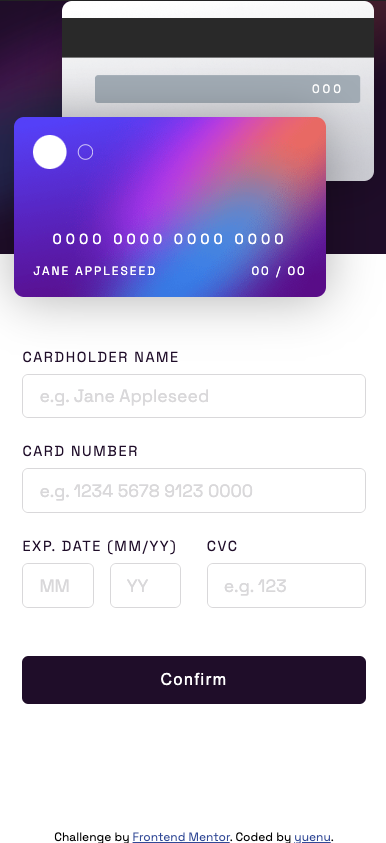 000
0000 0000 0000 0000
JANE APPLESEED 00 / 00
CARDHOLDER NAME
e.g. Jane Appleseed
CARD NUMBER
e.g. 1234 5678 9123 0000
EXP. DATE (MM/YY) CVC
MM YY e.g. 123
Confirm
Challenge by Frontend Mentor. Coded by yuenu.